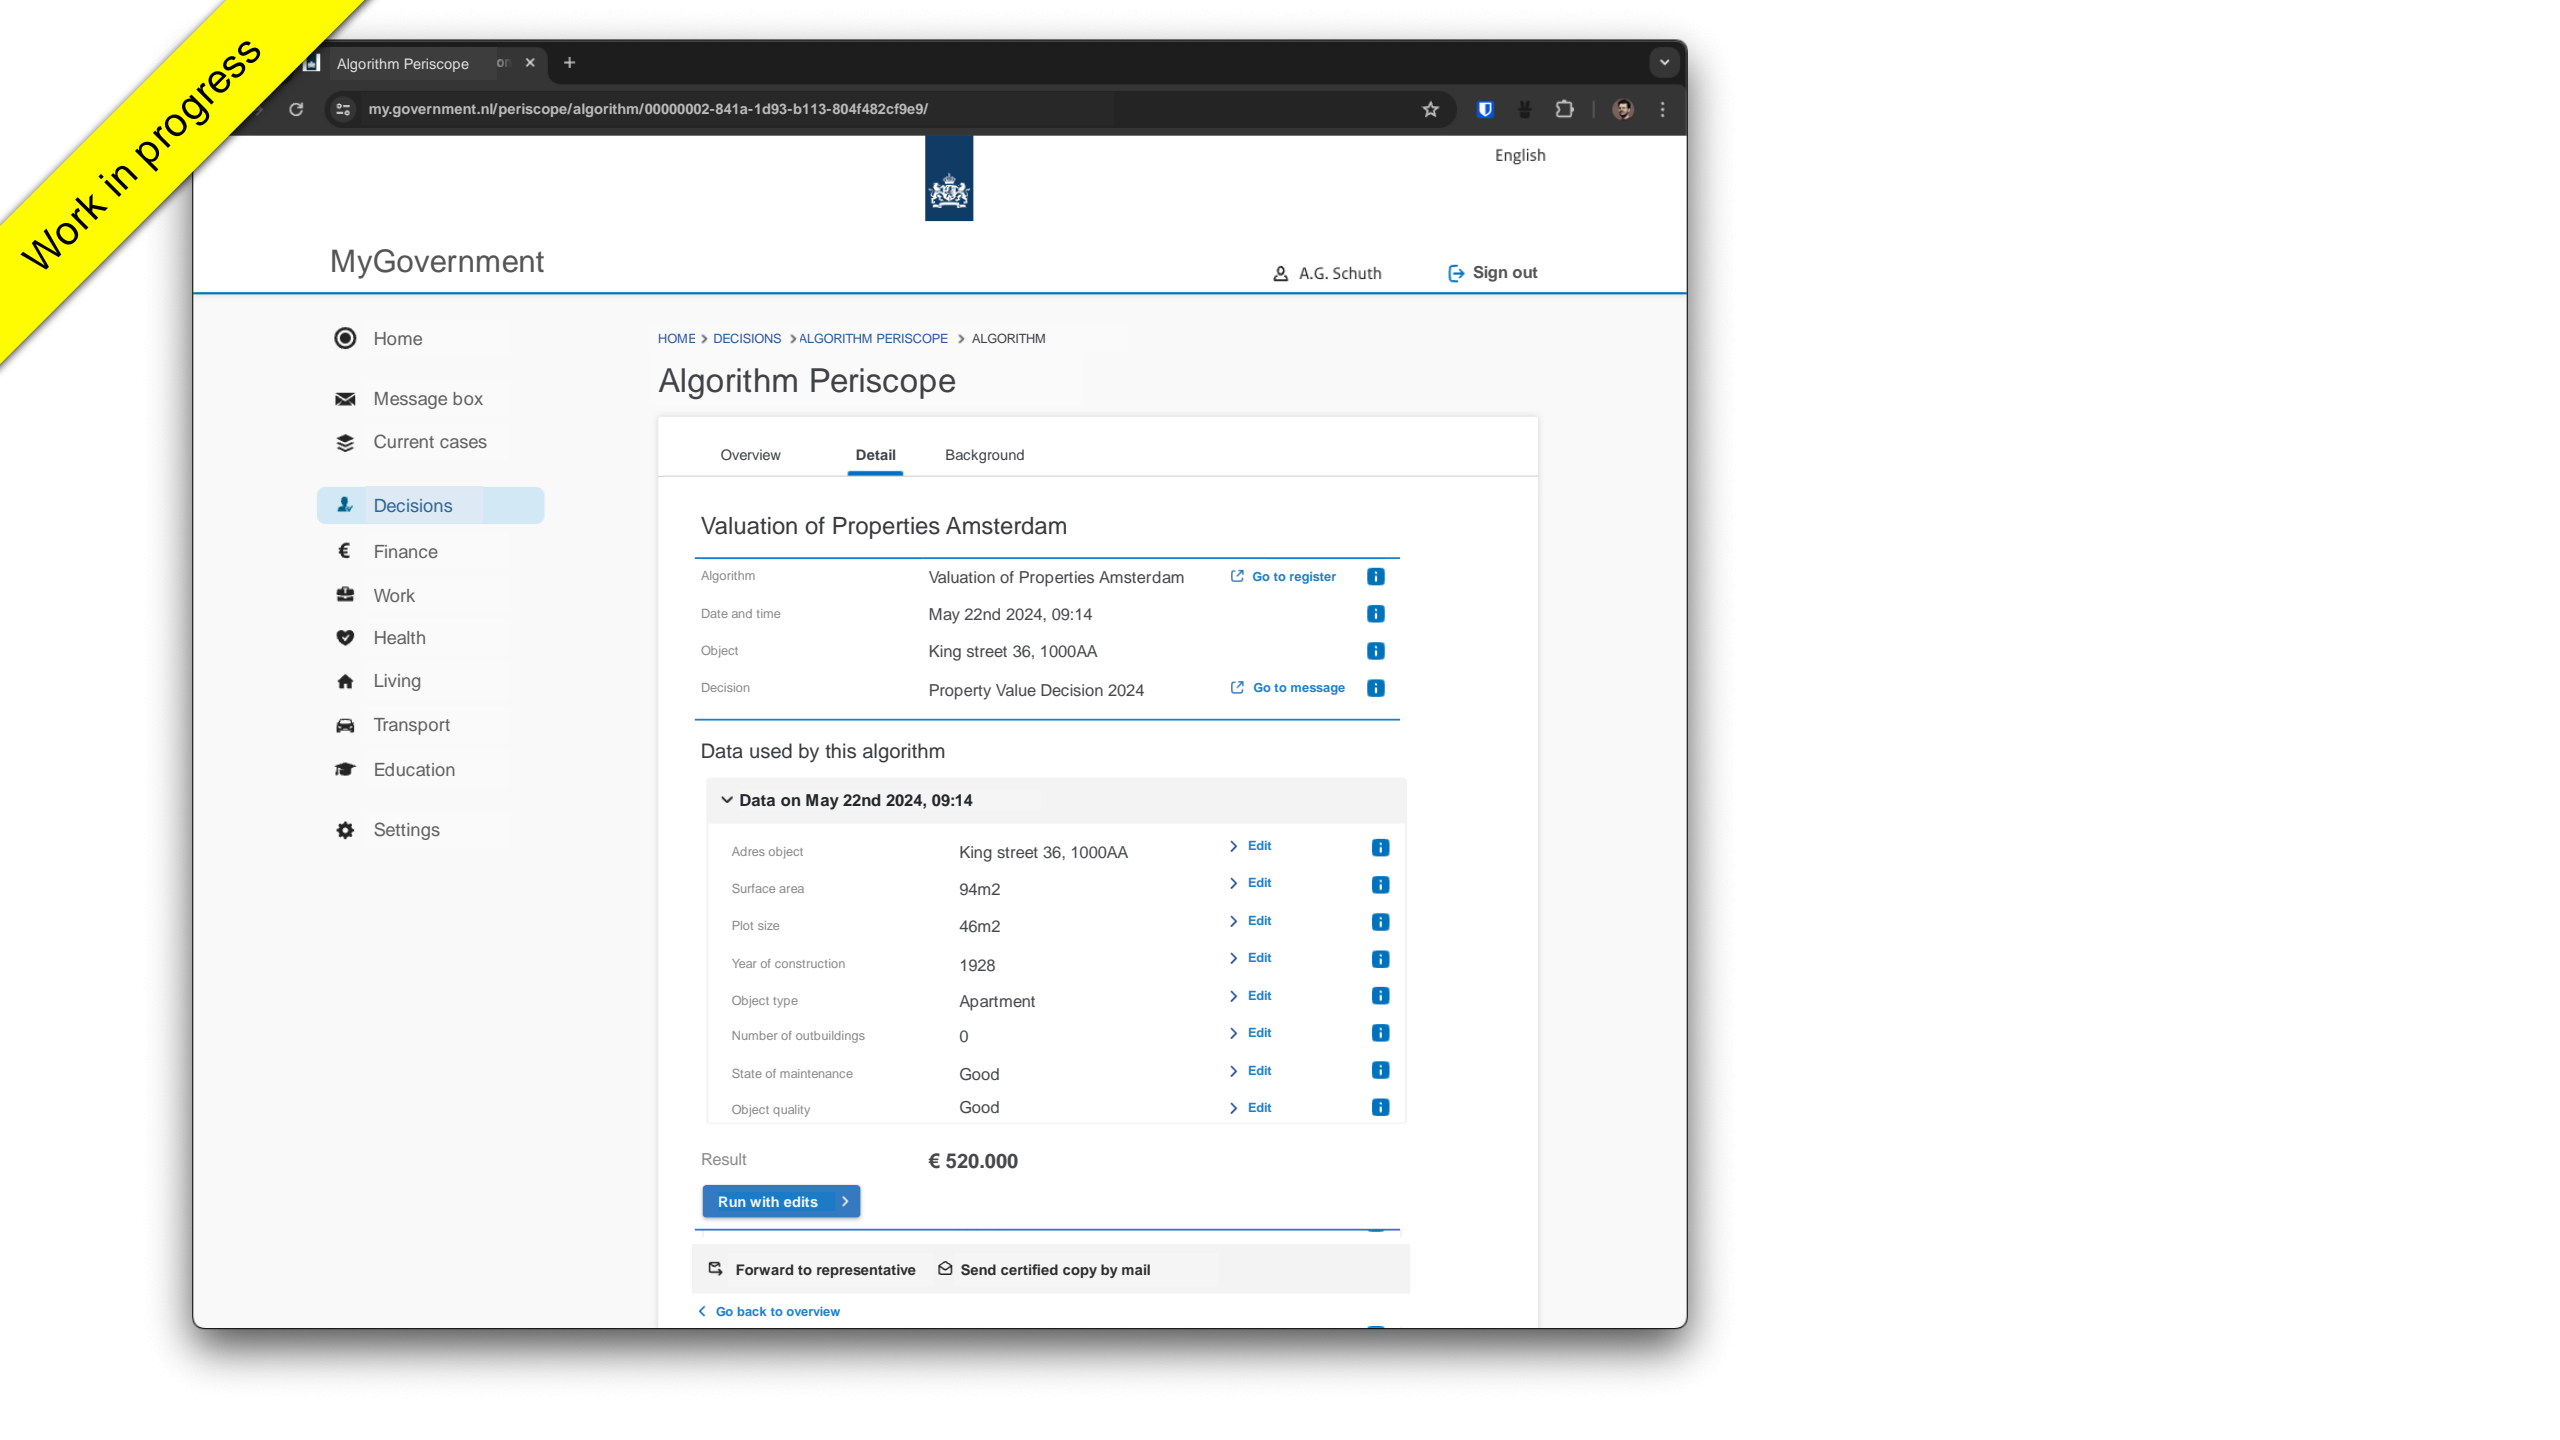 Work in progress
Algorithm Periscope
my.government.nl/periscope/algorithm/00000002-841a-1d93-b113-804f482cf9e9/
English
MyGovernment
A.G. Schuth
Sign out
Home
Message box
Current cases
Decisions
Finance
Work
Health
Living
Transport
Education
Settings
HOME DECISIONS ALGORITHM PERISCOPE ALGORITHM
Algorithm Periscope
Overview Detail Background
Valuation of Properties Amsterdam
Algorithm Valuation of Properties Amsterdam Go to register
Date and time May 22nd 2024, 09:14
Object King street 36, 1000AA
Decision Property Value Decision 2024 Go to message
Data used by this algorithm
Data on May 22nd 2024, 09:14
Adres object King street 36, 1000AA Edit
Surface area 94m2 Edit
Plot size 46m2 Edit
Year of construction 1928 Edit
Object type Apartment Edit
Number of outbuildings 0 Edit
State of maintenance Good Edit
Object quality Good Edit
Result € 520.000
Run with edits
Forward to representative Send certified copy by mail
Go back to overview